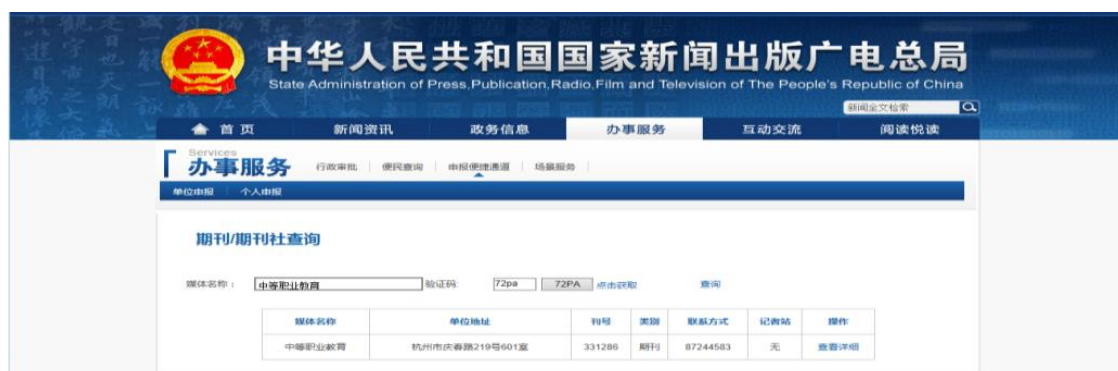 中华人民共和国国家新闻出版广电总局
State Administration of Press,Publication,Radio,Film and Television of The People's Republic of China
新闻全文检索
首页 新闻资讯 政务信息 办事服务 互动交流 阅读悦读
Services
办事服务 行政审批 便民查询 申报便捷通道 场景服务
单位申报 个人申报
期刊/期刊社查询
媒体名称： 中等职业教育 验证码: 72pa 72PA 点击获取 查询
媒体名称 单位地址 刊号 类别 联系方式 记者站 操作
中等职业教育 杭州市庆春路219号601室 331286 期刊 87244583 无 查看详细